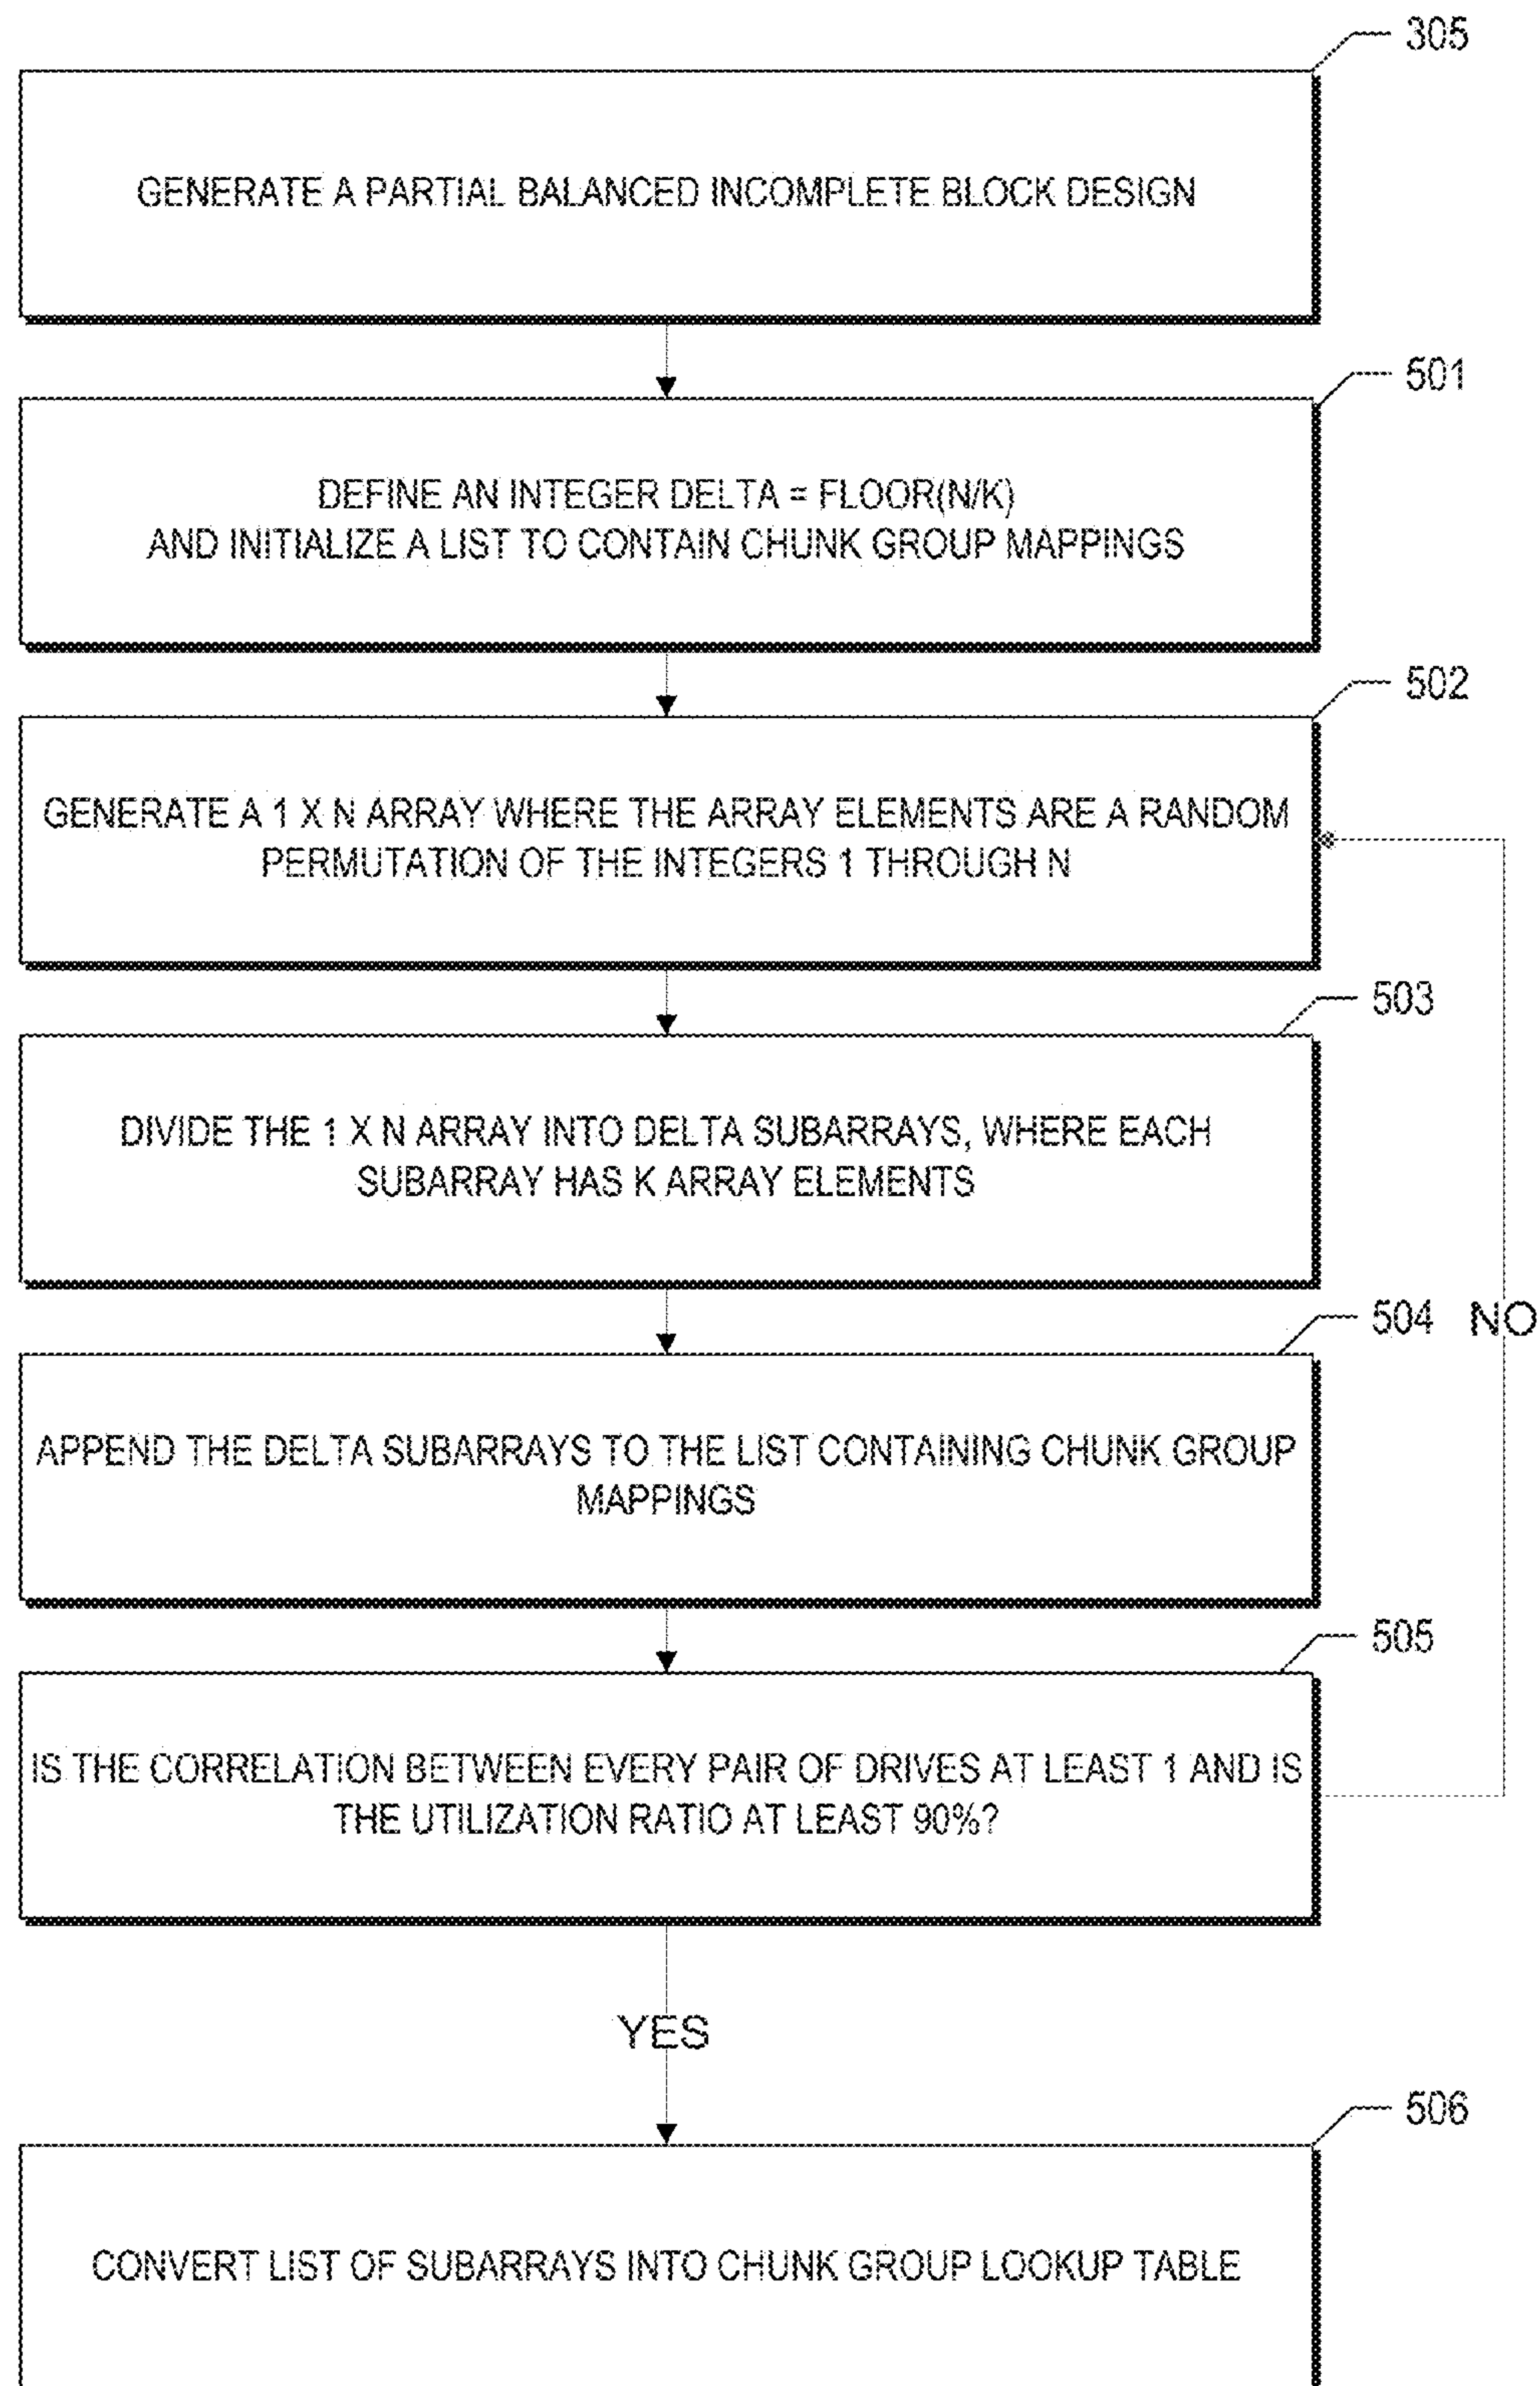 305
GENERATE A PARTIAL BALANCED INCOMPLETE BLOCK DESIGN
501
DEFINE AN INTEGER DELTA = FLOOR(N/K)
AND INITIALIZE A LIST TO CONTAIN CHUNK GROUP MAPPINGS
502
GENERATE A 1 X N ARRAY WHERE THE ARRAY ELEMENTS ARE A RANDOM
PERMUTATION OF THE INTEGERS 1 THROUGH N
503
DIVIDE THE 1 X N ARRAY INTO DELTA SUBARRAYS, WHERE EACH
SUBARRAY HAS K ARRAY ELEMENTS
504
NO
APPEND THE DELTA SUBARRAYS TO THE LIST CONTAINING CHUNK GROUP
MAPPINGS
505
IS THE CORRELATION BETWEEN EVERY PAIR OF DRIVES AT LEAST 1 AND IS
THE UTILIZATION RATIO AT LEAST 90%?
YES
506
CONVERT LIST OF SUBARRAYS INTO CHUNK GROUP LOOKUP TABLE